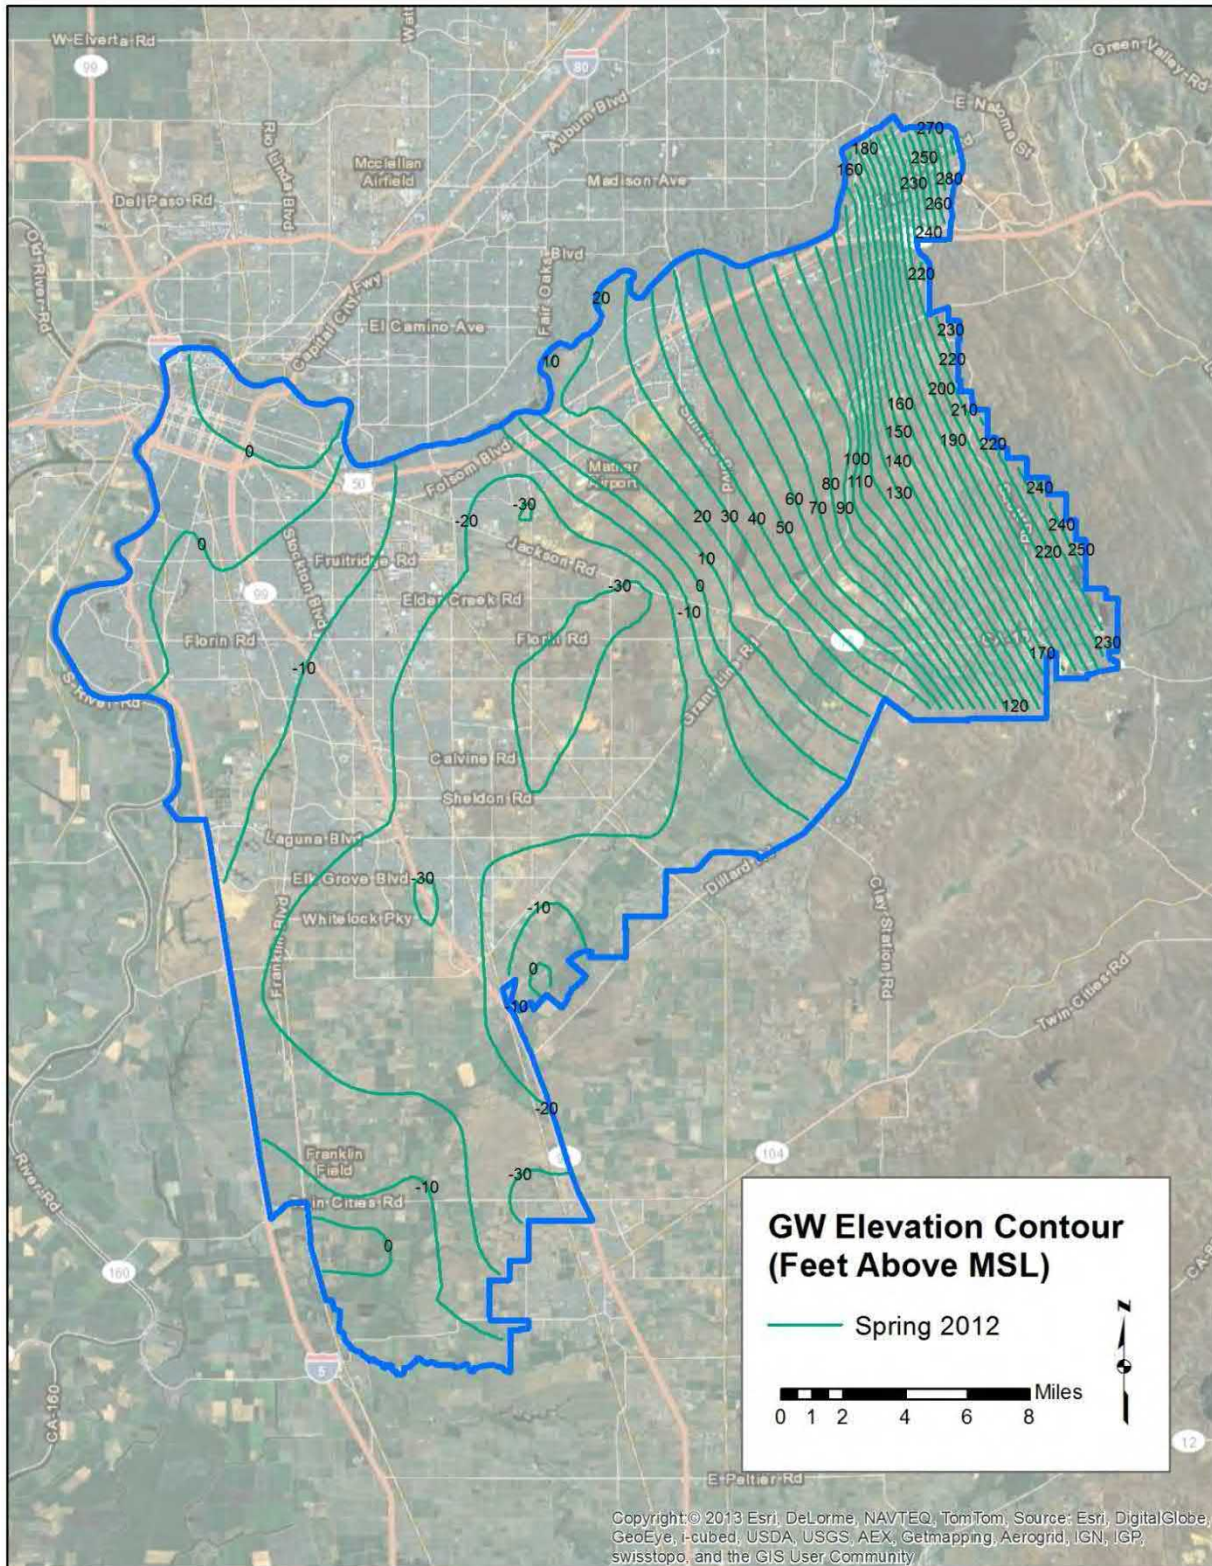 W Elverta Rd
99
80
Green Valley Rd
Auburn Blvd
E Natoma St
Rio Linda Blvd
Mcclellan
Airfield
Madison Ave
Del Paso Rd
270
180
250
160
230
280
260
240
Old River Rd
Fair Oaks Blvd
Capital City Fwy
El Camino Ave
220
20
10
230
220
200
160
210
150
190
220
0
Folsom Blvd
Mather
Airport
100
140
50
80
110
130
240
60
70
90
-30
-20
20
30
40
50
240
220
250
0
Stockton Blvd
Fruitridge Rd
Jackson Rd
10
99
Elder Creek Rd
-30
0
-10
Florin Rd
Florin Rd
Grant Line Rd
170
230
-10
S River Rd
120
Calvine Rd
Sheldon Rd
Laguna Blvd
Elk Grove Blvd
-30
Dillard Rd
Clay Station Rd
Whitelock Pky
-10
Franklin Blvd
0
Twin Cities Rd
-10
-20
River Rd
Franklin
Field
104
-30
-10
in Cities Rd
0
160
5
CA-160
12
E Peltier Rd
GW Elevation Contour
(Feet Above MSL)
Spring 2012
N
Miles
0 1 2 4 6 8
Copyright:© 2013 Esri, DeLorme, NAVTEQ, TomTom, Source: Esri, DigitalGlobe,
GeoEye, i-cubed, USDA, USGS, AEX, Getmapping, Aerogrid, IGN, IGP,
swisstopo, and the GIS User Community